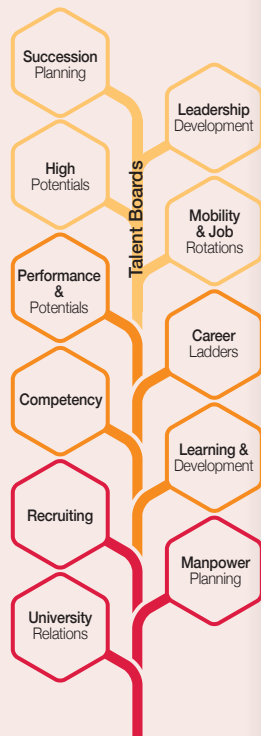 Succession
Planning
Leadership
Development
High
Potentials
Talent Boards
Mobility
& Job
Rotations
Performance
&
Potentials
Career
Ladders
Competency
Learning &
Development
Recruiting
Manpower
Planning
University
Relations